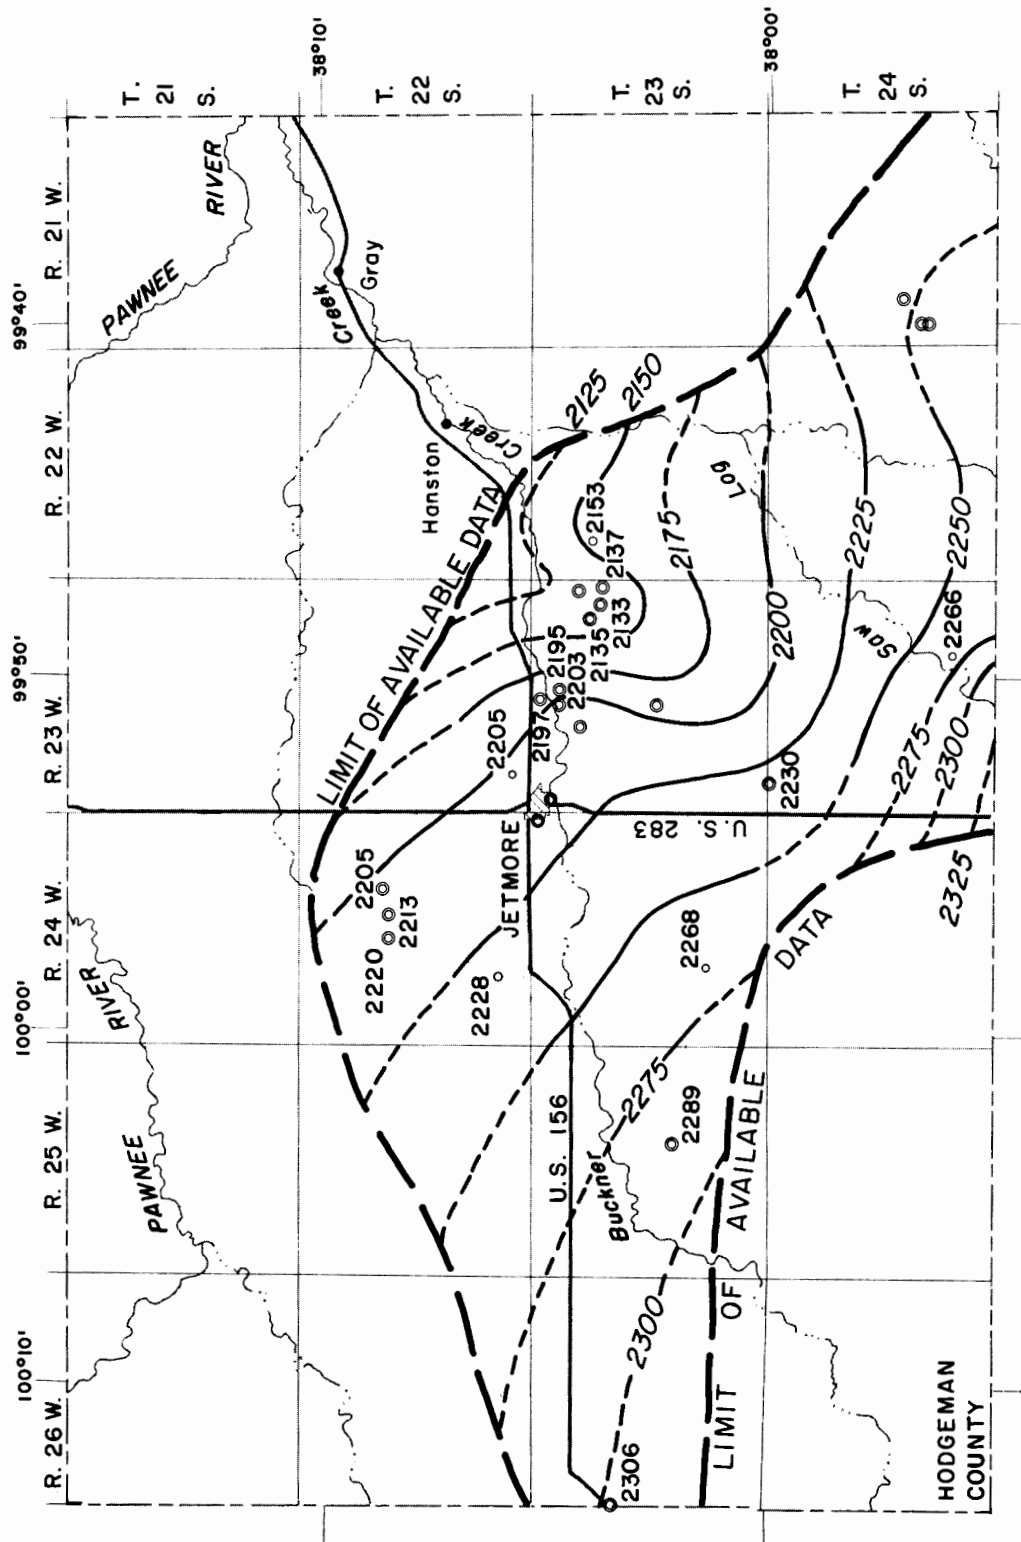 R. 26 W.
100°10'
R. 25 W.
100°00'
R. 24 W.
R. 23 W.
99°50'
R. 22 W.
99°40'
R. 21 W.
T.
21
S.
38°10'
T.
22
S.
T.
23
S.
38°00'
T.
24
S.
PAWNEE
RIVER
PAWNEE
RIVER
PAWNEE
RIVER
Gray
Creek
Hanston
Creek
LIMIT OF AVAILABLE DATA
2125
2150
2153
2137
2133
2135
2195
2203
2197
2205
2175
Log
2200
2225
Saw
2250
2266
2275
2300
2325
2230
U.S. 283
JETMORE
2205
2213
2220
2228
2268
U.S. 156
2275
2289
Buckner
2300
2306
LIMIT OF AVAILABLE DATA
HODGEMAN
COUNTY